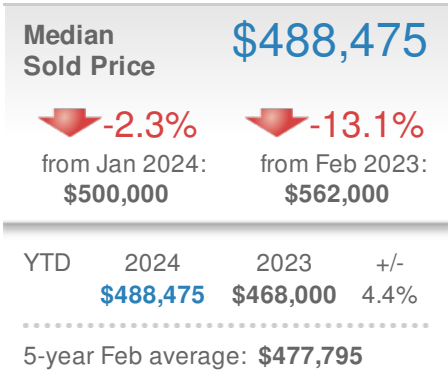 Median
Sold Price
$488,475
-2.3%
from Jan 2024:
$500,000
-13.1%
from Feb 2023:
$562,000
YTD 2024 2023 +/-
$488,475 $468,000 4.4%
5-year Feb average: $477,795